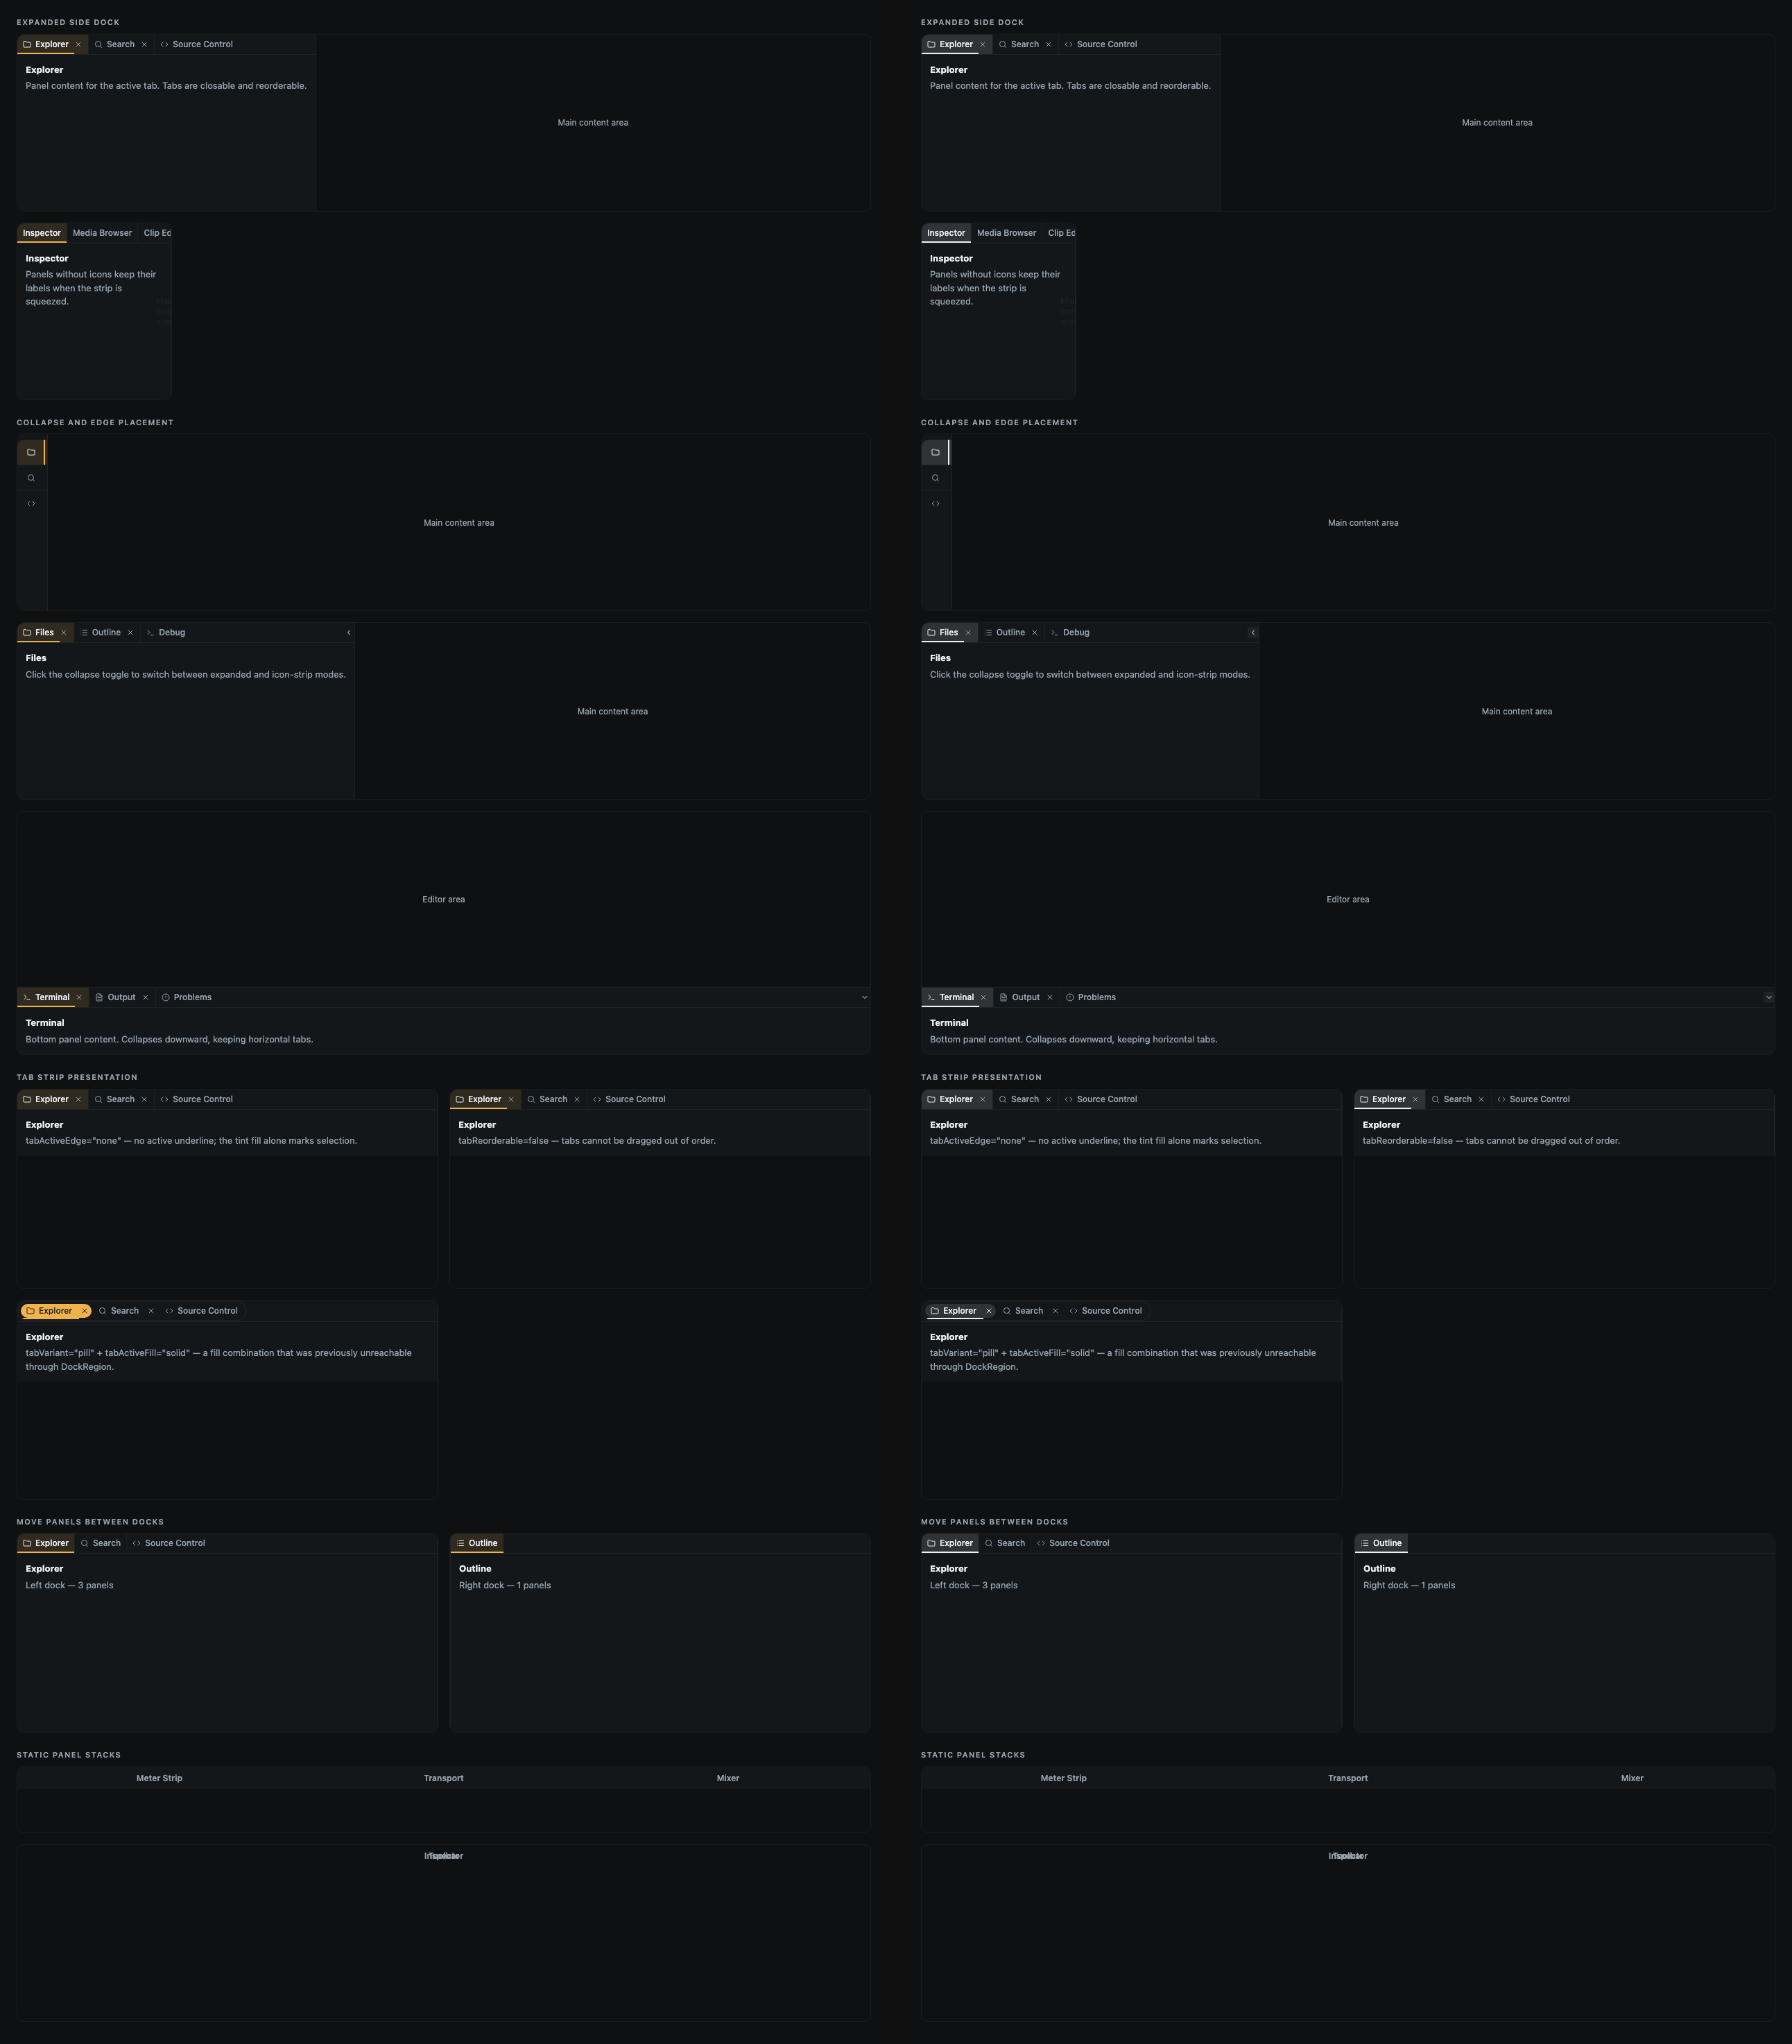 EXPANDED SIDE DOCK
Explorer Search Source Control
Explorer
Panel content for the active tab. Tabs are closable and reorderable.
Main content area
Inspector Media Browser Clip Ed
Inspector
Panels without icons keep their
labels when the strip is
squeezed.
COLLAPSE AND EDGE PLACEMENT
Main content area
Files Outline Debug
Files
Click the collapse toggle to switch between expanded and icon-strip modes.
Main content area
Editor area
Terminal Output Problems
Terminal
Bottom panel content. Collapses downward, keeping horizontal tabs.
TAB STRIP PRESENTATION
Explorer Search Source Control
Explorer
tabActiveEdge="none" — no active underline; the tint fill alone marks selection.
Explorer Search Source Control
Explorer
tabReorderable=false — tabs cannot be dragged out of order.
Explorer Search Source Control
Explorer
tabVariant="pill" + tabActiveFill="solid" — a fill combination that was previously unreachable
through DockRegion.
MOVE PANELS BETWEEN DOCKS
Explorer Search Source Control
Explorer
Left dock — 3 panels
Outline
Outline
Right dock — 1 panels
STATIC PANEL STACKS
Meter Strip Transport Mixer
EXPANDED SIDE DOCK
Explorer Search Source Control
Explorer
Panel content for the active tab. Tabs are closable and reorderable.
Main content area
Inspector Media Browser Clip Ed
Inspector
Panels without icons keep their
labels when the strip is
squeezed.
COLLAPSE AND EDGE PLACEMENT
Main content area
Files Outline Debug
Files
Click the collapse toggle to switch between expanded and icon-strip modes.
Main content area
Editor area
Terminal Output Problems
Terminal
Bottom panel content. Collapses downward, keeping horizontal tabs.
TAB STRIP PRESENTATION
Explorer Search Source Control
Explorer
tabActiveEdge="none" — no active underline; the tint fill alone marks selection.
Explorer Search Source Control
Explorer
tabReorderable=false — tabs cannot be dragged out of order.
Explorer Search Source Control
Explorer
tabVariant="pill" + tabActiveFill="solid" — a fill combination that was previously unreachable
through DockRegion.
MOVE PANELS BETWEEN DOCKS
Explorer Search Source Control
Explorer
Left dock — 3 panels
Outline
Outline
Right dock — 1 panels
STATIC PANEL STACKS
Meter Strip Transport Mixer